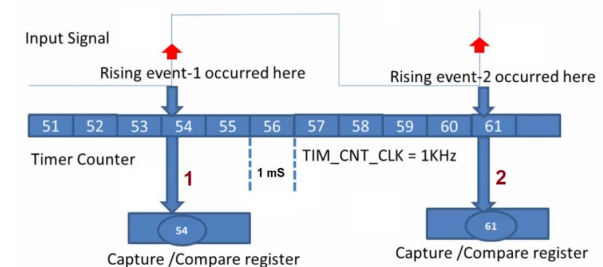 Input Signal
Rising event-1 occurred here
Rising event-2 occurred here
51 52 53 54 55 56 57 58 59 60 61
Timer Counter
1 mS
TIM_CNT_CLK = 1KHz
1
2
54
61
Capture /Compare register
Capture /Compare register